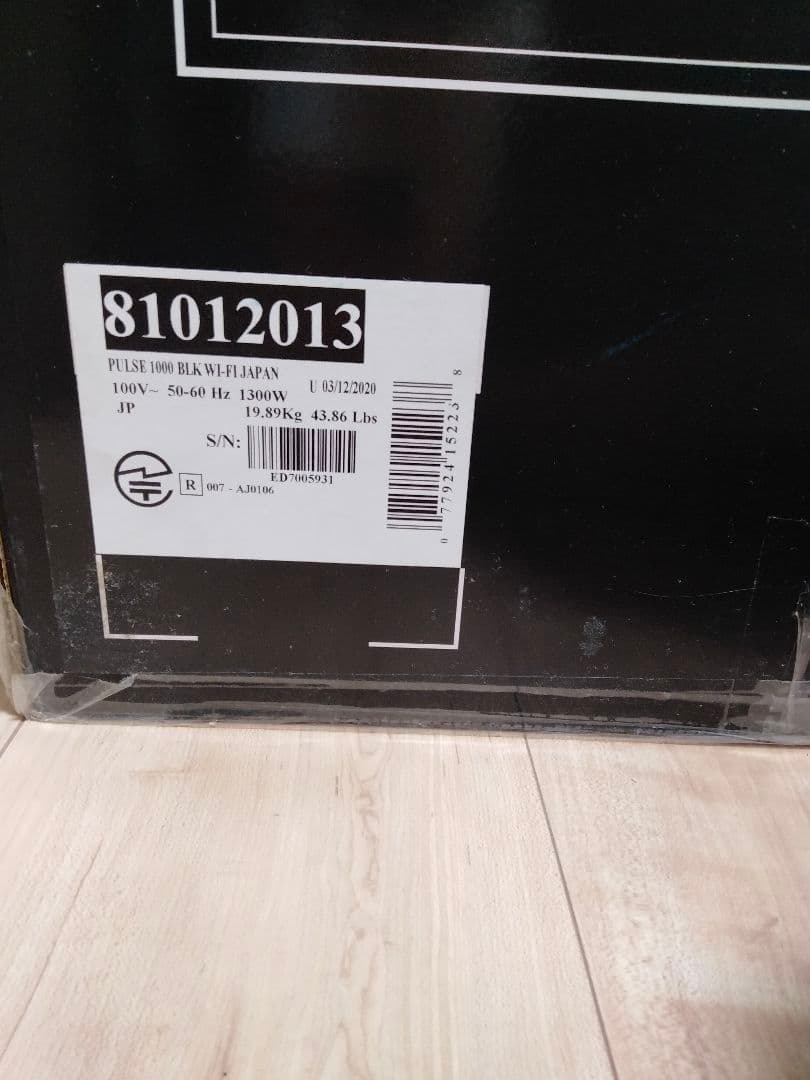 81012013
PULSE 1000 BLK WI-FI JAPAN
100V~ 50-60 Hz 1300W U 03/12/2020
JP 19.89Kg 43.86 Lbs
S/N:
ED7005931
R 007 - AJ0106
0 77924 15223 8